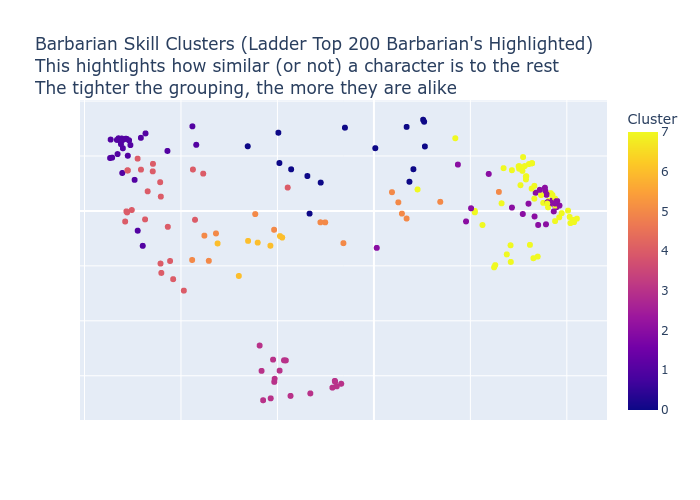 Barbarian Skill Clusters (Ladder Top 200 Barbarian's Highlighted)
This hightlights how similar (or not) a character is to the rest
The tighter the grouping, the more they are alike
Cluster
7
6
5
4
3
2
1
0